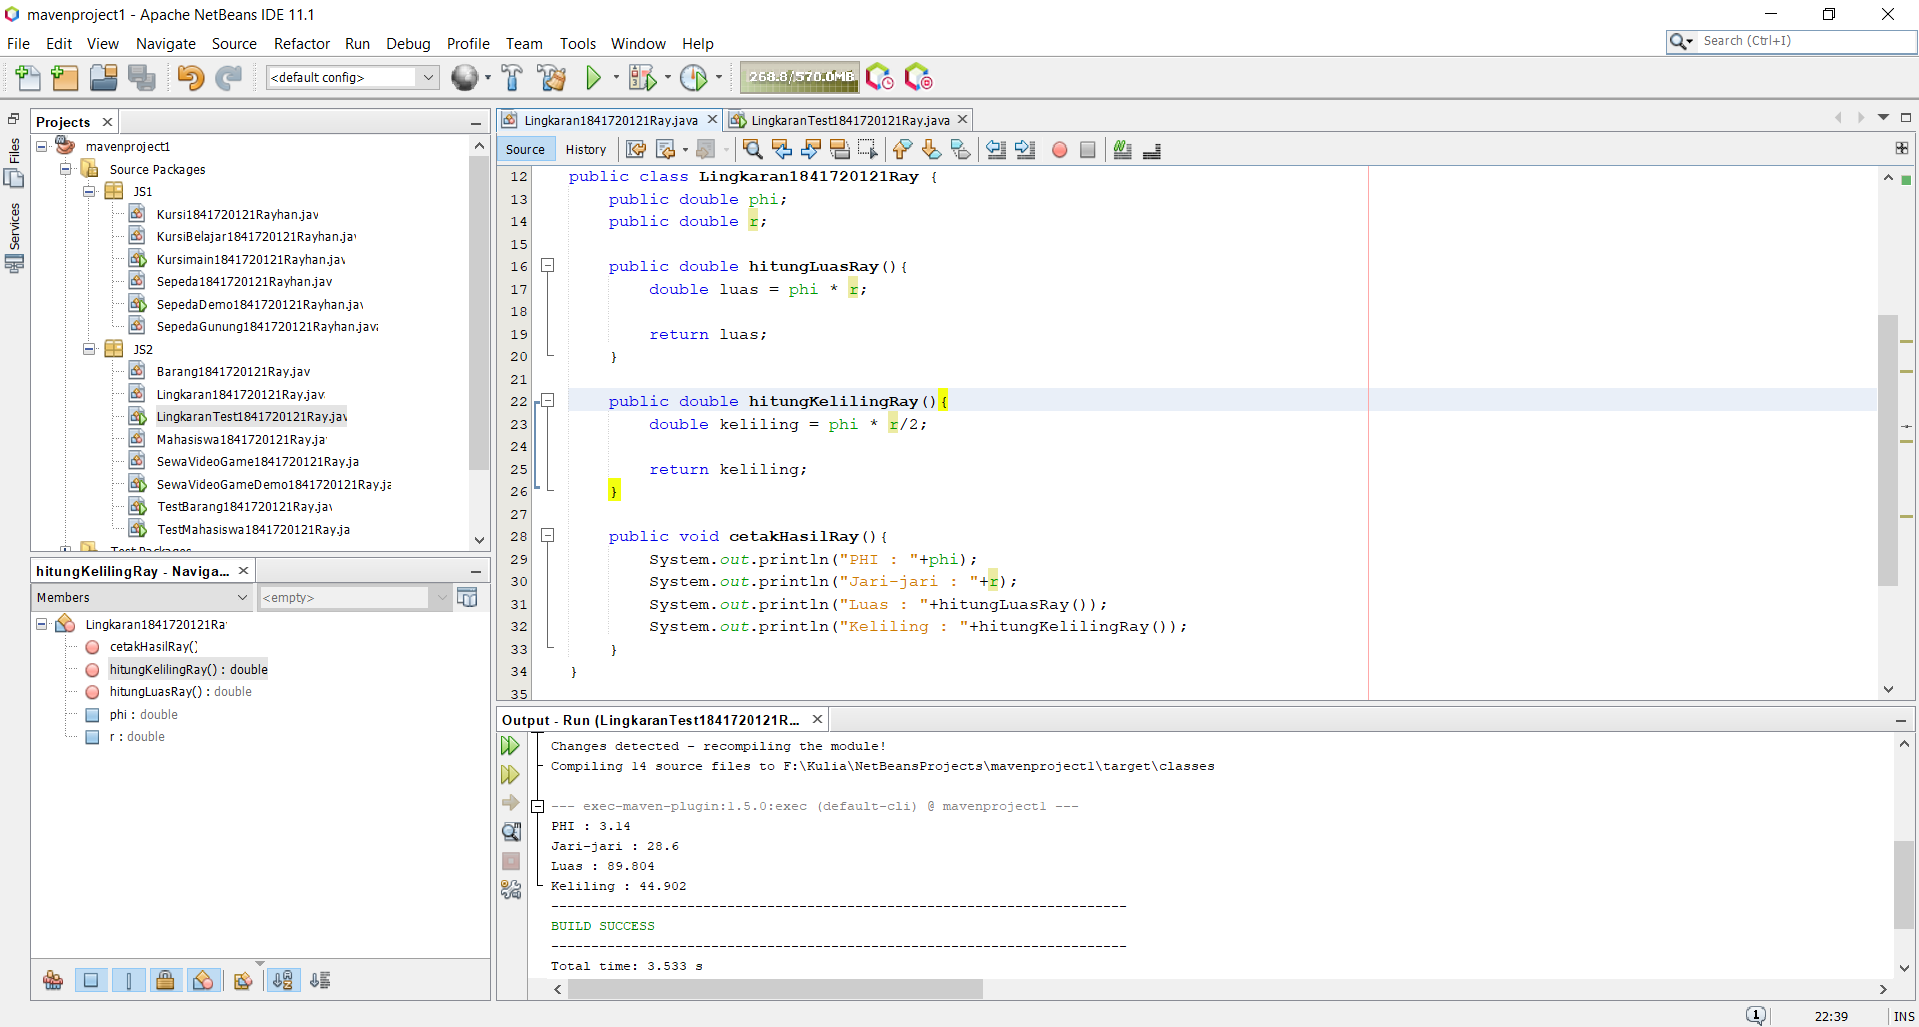 mavenproject1 - Apache NetBeans IDE 11.1
File Edit View Navigate Source Refactor Run Debug Profile Team Tools Window Help
Search (Ctrl+I)
<default config>
268.8/570.0MB
Files
Services
Projects
mavenproject1
Source Packages
JS1
Kursi1841720121Rayhan.jav
KursiBelajar1841720121Rayhan.jav
Kursimain1841720121Rayhan.jav
Sepeda1841720121Rayhan.jav
SepedaDemo1841720121Rayhan.jav
SepedaGunung1841720121Rayhan.java
JS2
Barang1841720121Ray.jav
Lingkaran1841720121Ray.java
LingkaranTest1841720121Ray.jav
Mahasiswa1841720121Ray.ja
SewaVideoGame1841720121Ray.ja
SewaVideoGameDemo1841720121Ray.ja
TestBarang1841720121Ray.jav
TestMahasiswa1841720121Ray.ja
Test Packages
hitungKelilingRay - Naviga...
Members
<empty>
Lingkaran1841720121Ra
cetakHasilRay()
hitungKelilingRay() : double
hitungLuasRay() : double
phi : double
r : double
Lingkaran1841720121Ray.java LingkaranTest1841720121Ray.java
Source History
12 public class Lingkaran1841720121Ray {
13 public double phi;
14 public double r;
15
16 public double hitungLuasRay(){
17 double luas = phi * r;
18
19 return luas;
20 }
21
22 public double hitungKelilingRay(){
23 double keliling = phi * r/2;
24
25 return keliling;
26 }
27
28 public void cetakHasilRay(){
29 System.out.println("PHI : "+phi);
30 System.out.println("Jari-jari : "+r);
31 System.out.println("Luas : "+hitungLuasRay());
32 System.out.println("Keliling : "+hitungKelilingRay());
33 }
34 }
35
Output - Run (LingkaranTest1841720121R...
Changes detected - recompiling the module!
Compiling 14 source files to F:\Kulia\NetBeansProjects\mavenproject1\target\classes
--- exec-maven-plugin:1.5.0:exec (default-cli) @ mavenproject1 ---
PHI : 3.14
Jari-jari : 28.6
Luas : 89.804
Keliling : 44.902
------------------------------------------------------------------------
BUILD SUCCESS
------------------------------------------------------------------------
Total time: 3.533 s
1
22:39 INS